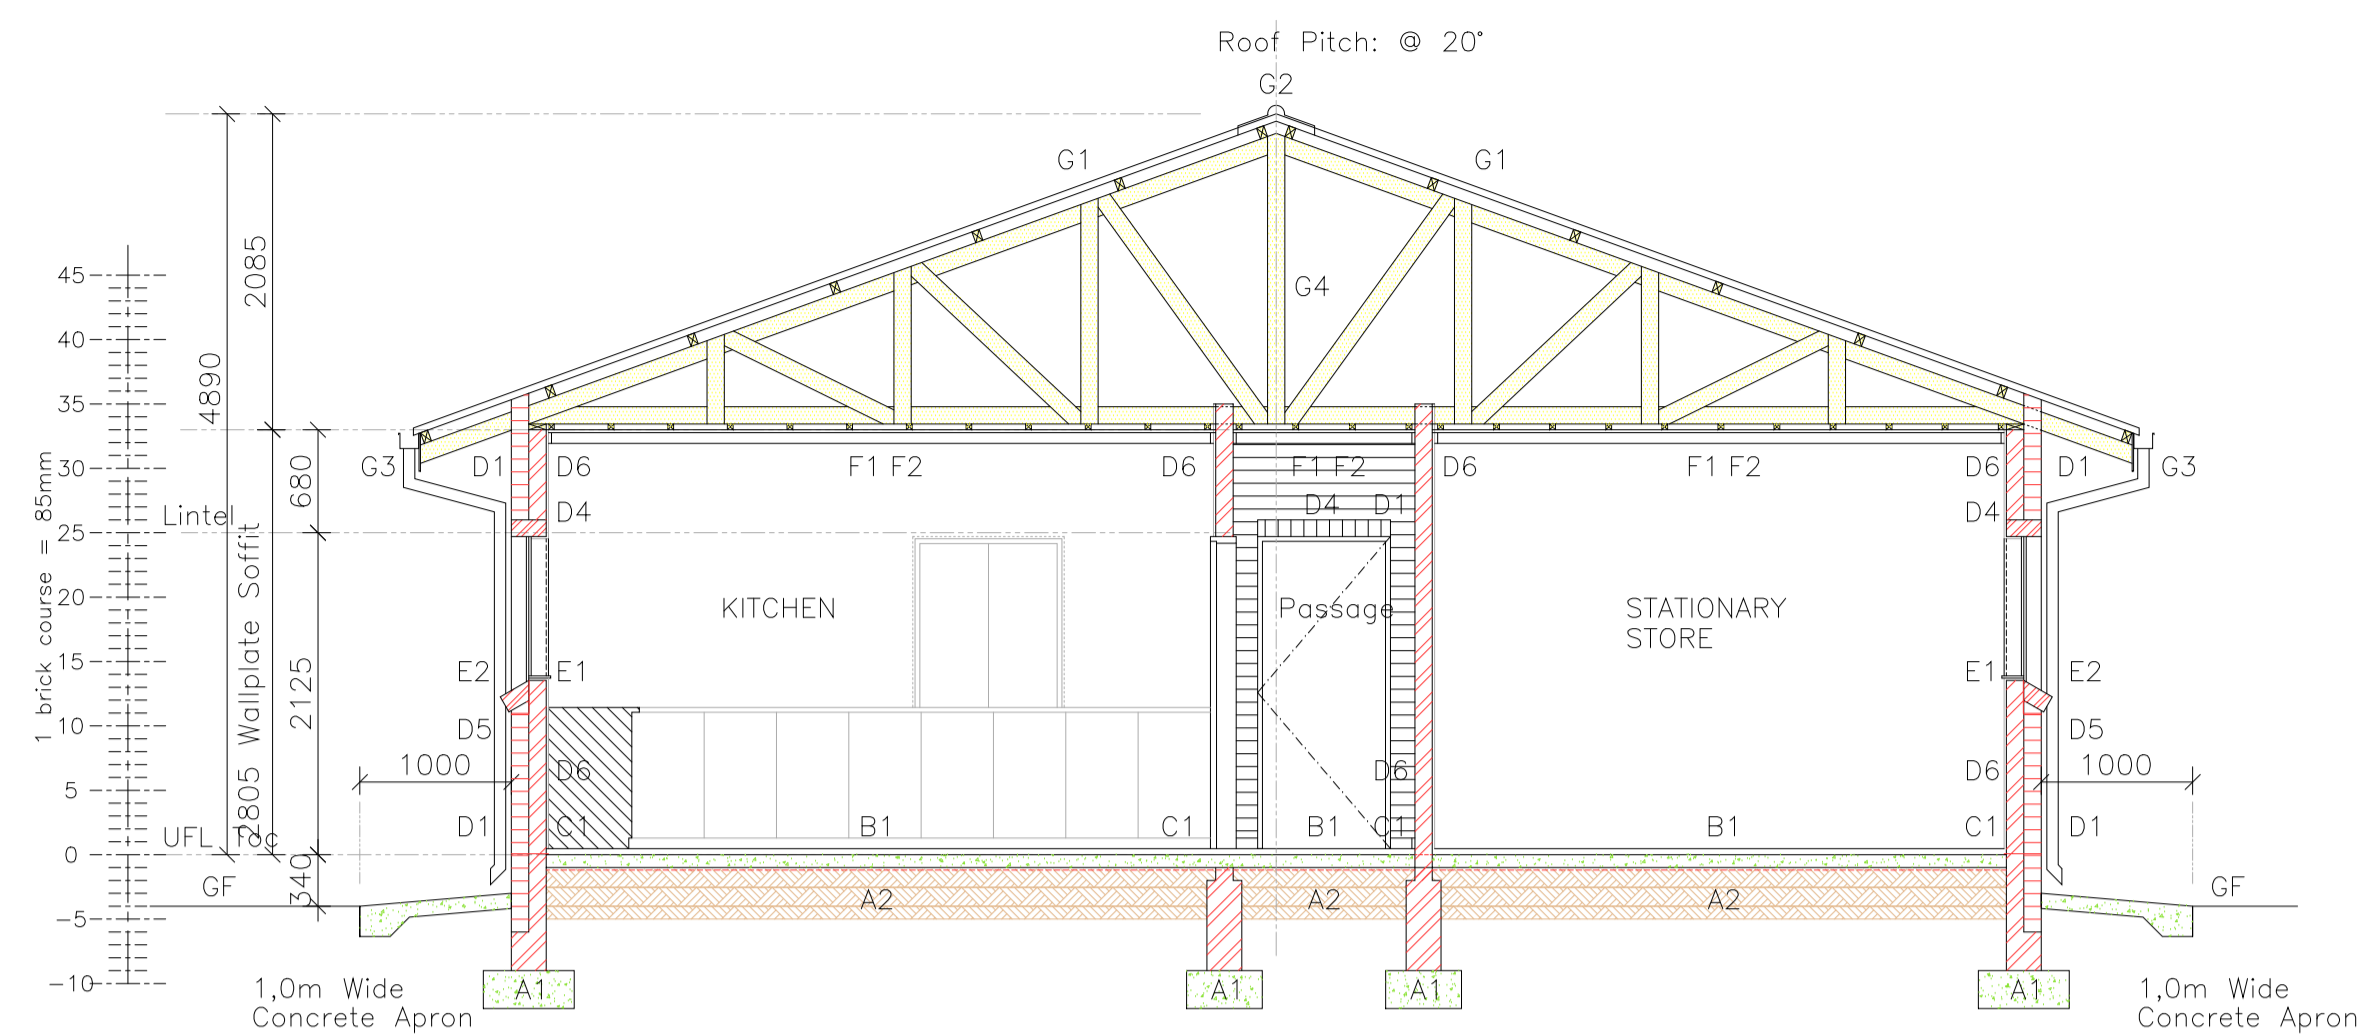 Roof Pitch: @ 20°
G2
G1 G1
G4
45
40
35
30
25
20
15
10
5
0
-5
-10
1 brick course = 85mm
4890
2085
2805 Wallplate Soffit
680
2125
340
Lintel
UFL Toc
GF
G3 D1 D6 F1 F2 D6 F1 F2 D6 F1 F2 D6 D1 G3
D4 D4 D1 D4
KITCHEN Passage STATIONARY
STORE
E2 E1 E1 E2
D5 D5
1000 D6 D6 D6 1000
D1 C1 B1 C1 B1 C1 B1 C1 D1
GF
A2 A2 A2
A1 A1 A1 A1
1,0m Wide
Concrete Apron
1,0m Wide
Concrete Apron